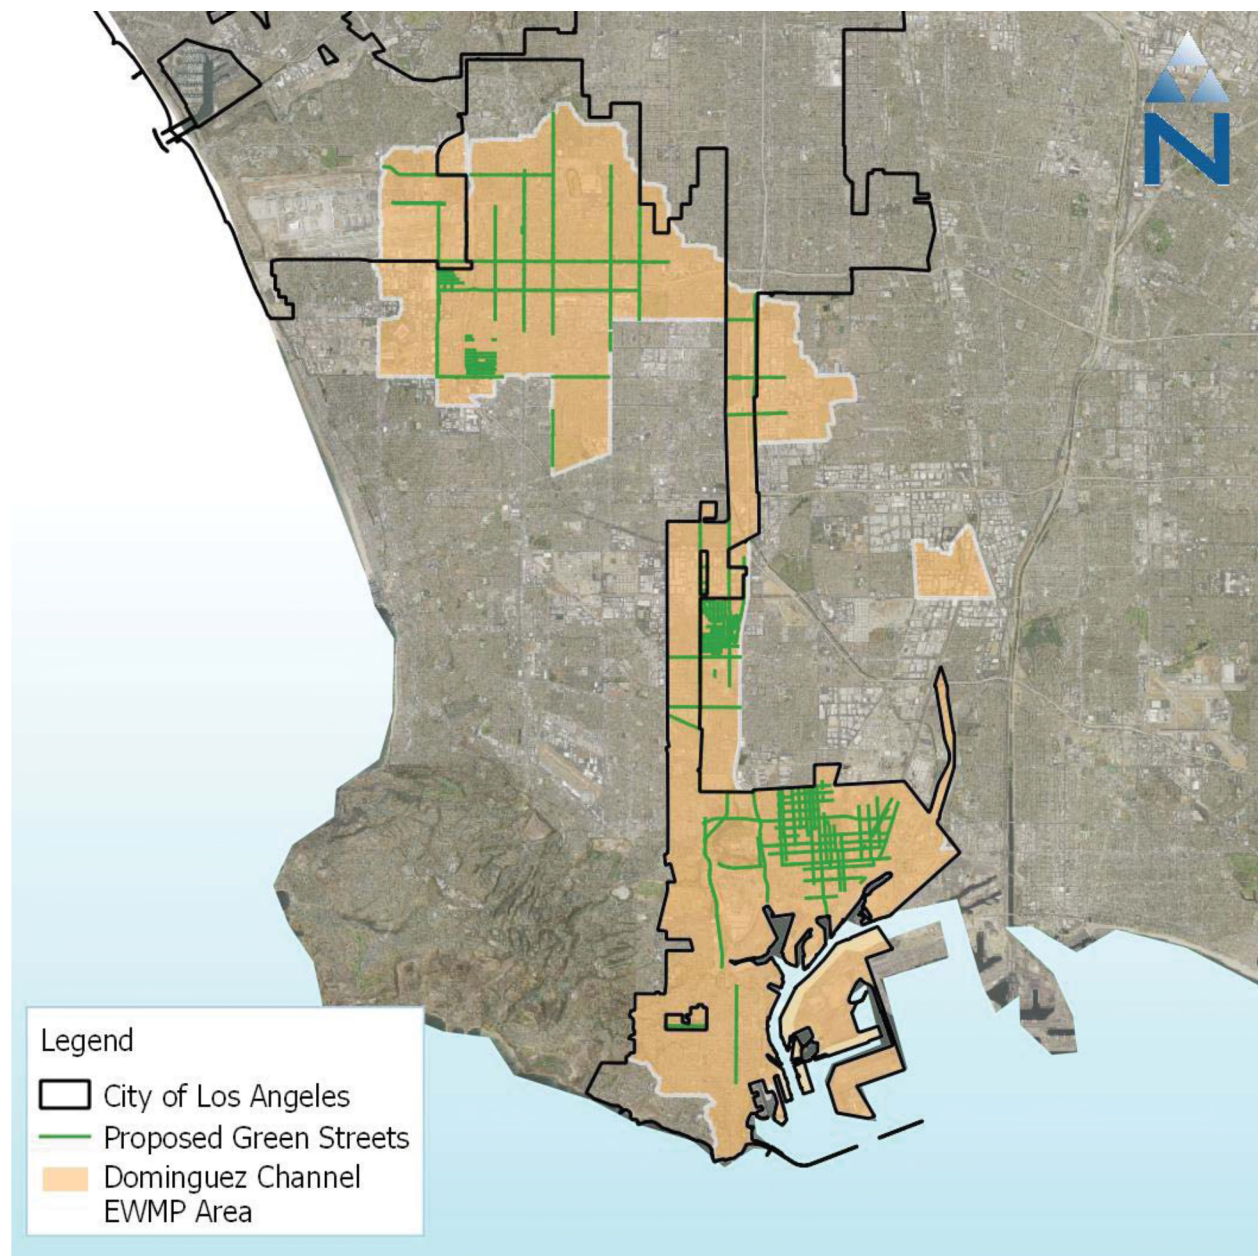 N
Legend
City of Los Angeles
Proposed Green Streets
Dominguez Channel
EWMP Area